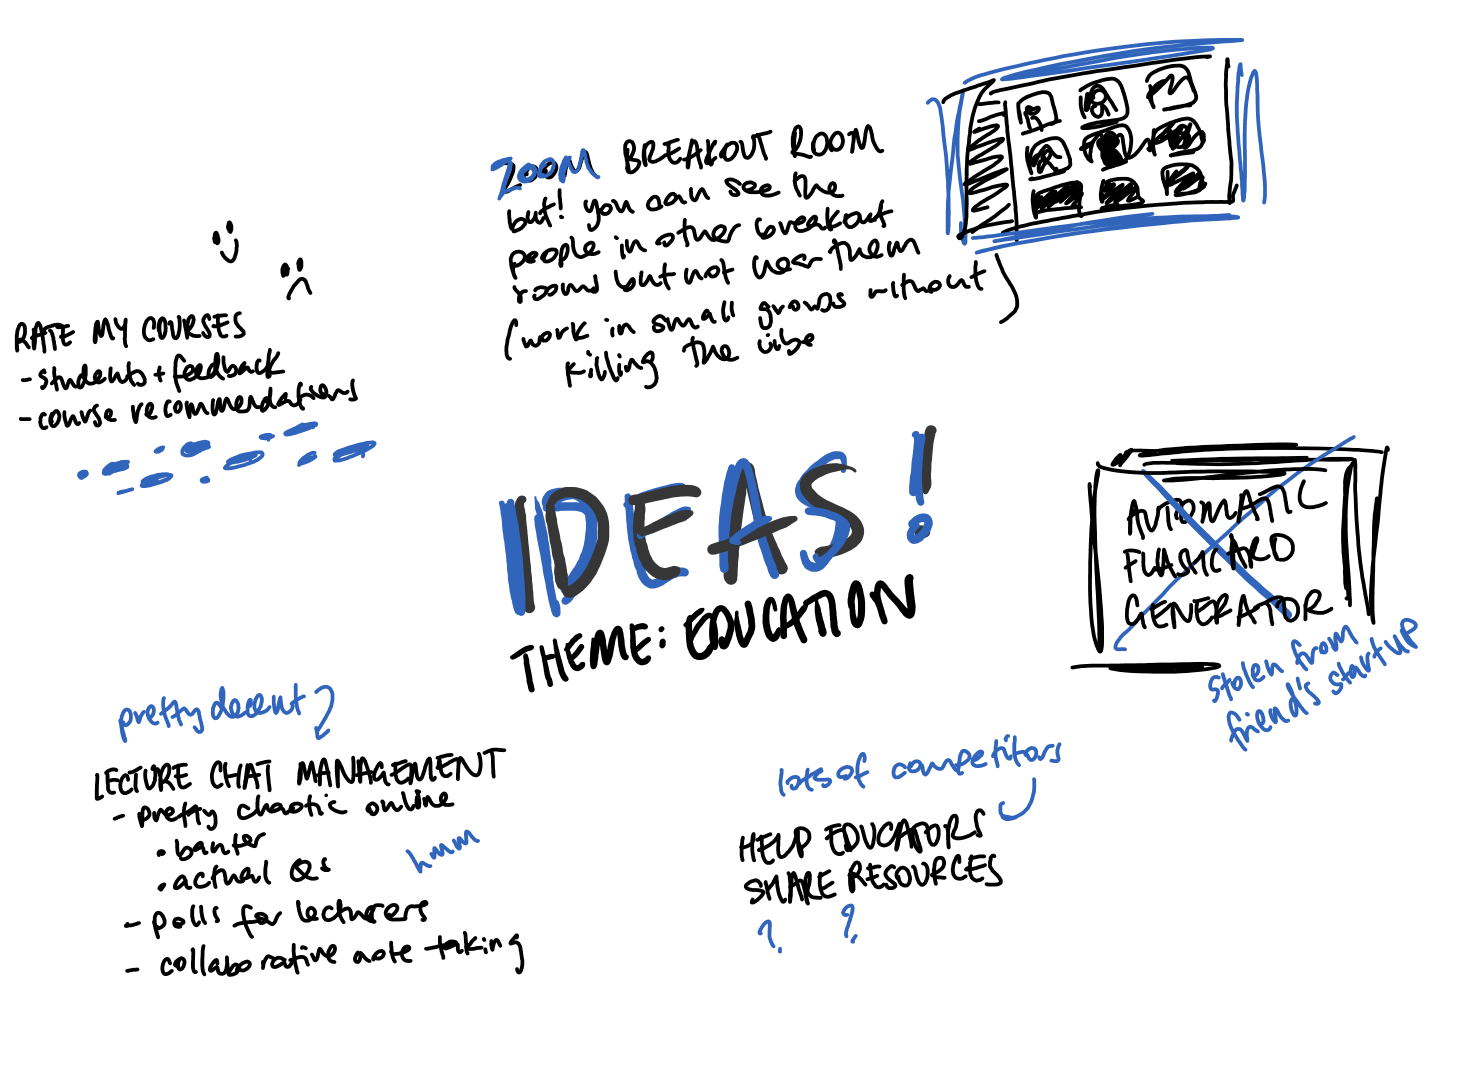 ZOOM BREAKOUT ROOM
but! you can see the
people in other breakout
rooms but not hear them
(work in small groups without)
killing the vibe
RATE MY COURSES
- students + feedback
- course recommendations
IDEAS!
THEME: EDUCATION
AUTOMATIC
FLASHCARD
GENERATOR
stolen from
friend's startup
pretty decent
LECTURE CHAT MANAGEMENT
- pretty chaotic online
• banter
• actual Qs
hmm
- polls for lecturers
- collaborative note taking
lots of competitors
HELP EDUCATORS
SHARE RESOURCES
? ?